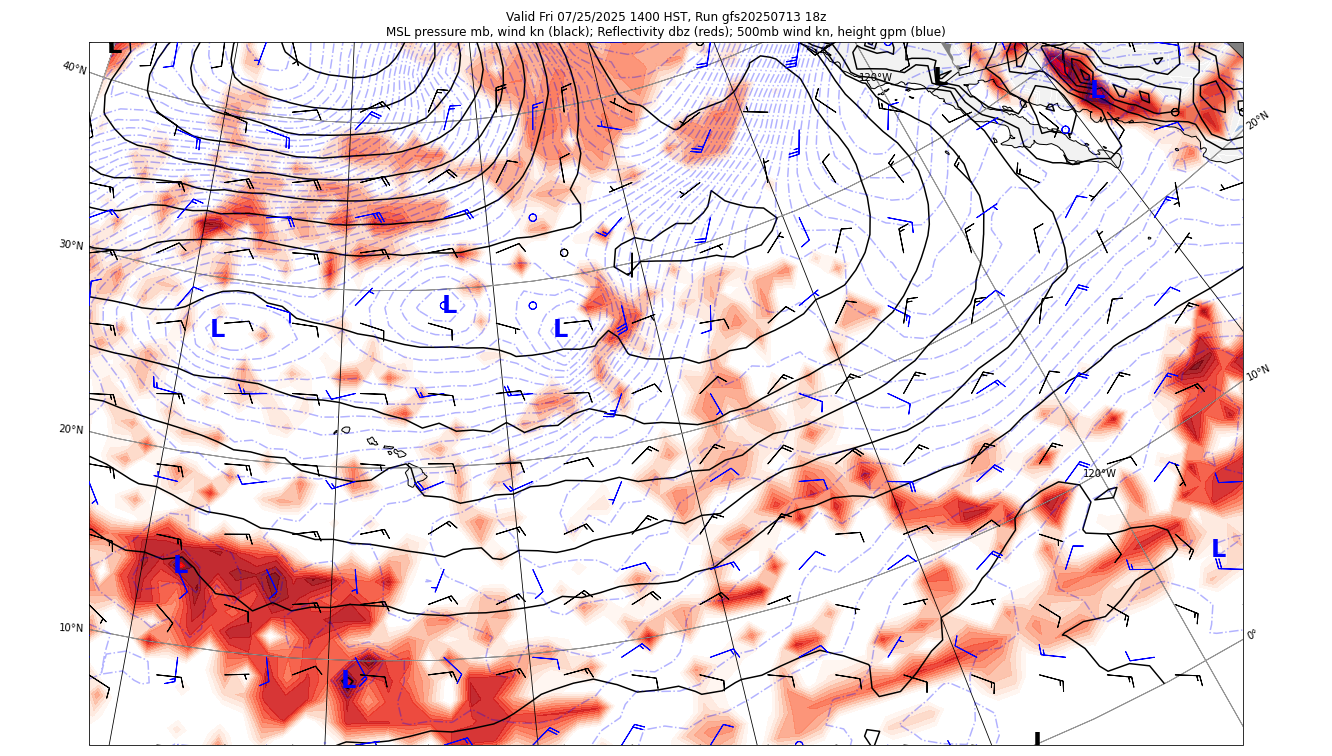 Valid Fri 07/25/2025 1400 HST, Run gfs20250713 18z
MSL pressure mb, wind kn (black); Reflectivity dbz (reds); 500mb wind kn, height gpm (blue)
L
L
L
40°N
120°W
20°N
30°N
L
L
L
10°N
20°N
120°W
L
L
10°N
0°
L
L